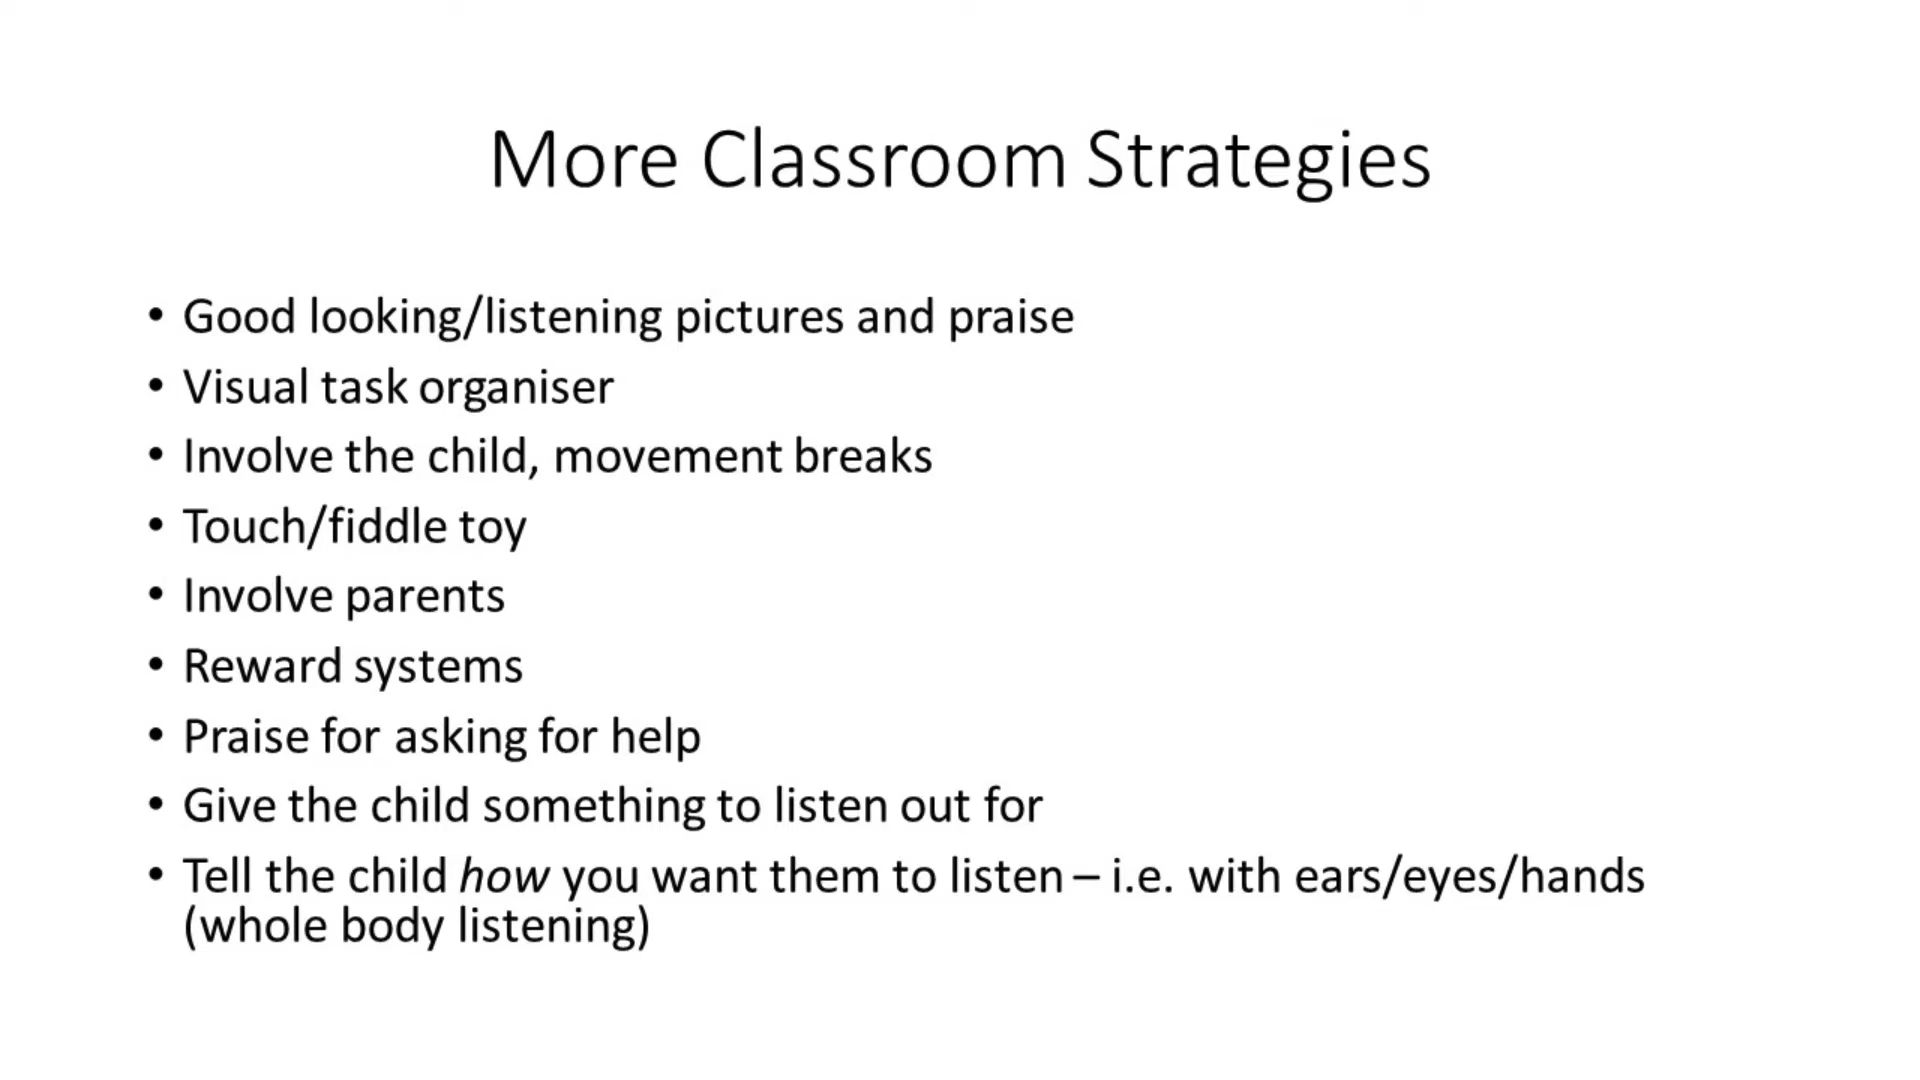 More Classroom Strategies
• Good looking/listening pictures and praise
• Visual task organiser
• Involve the child, movement breaks
• Touch/fiddle toy
• Involve parents
• Reward systems
• Praise for asking for help
• Give the child something to listen out for
• Tell the child how you want them to listen – i.e. with ears/eyes/hands
(whole body listening)